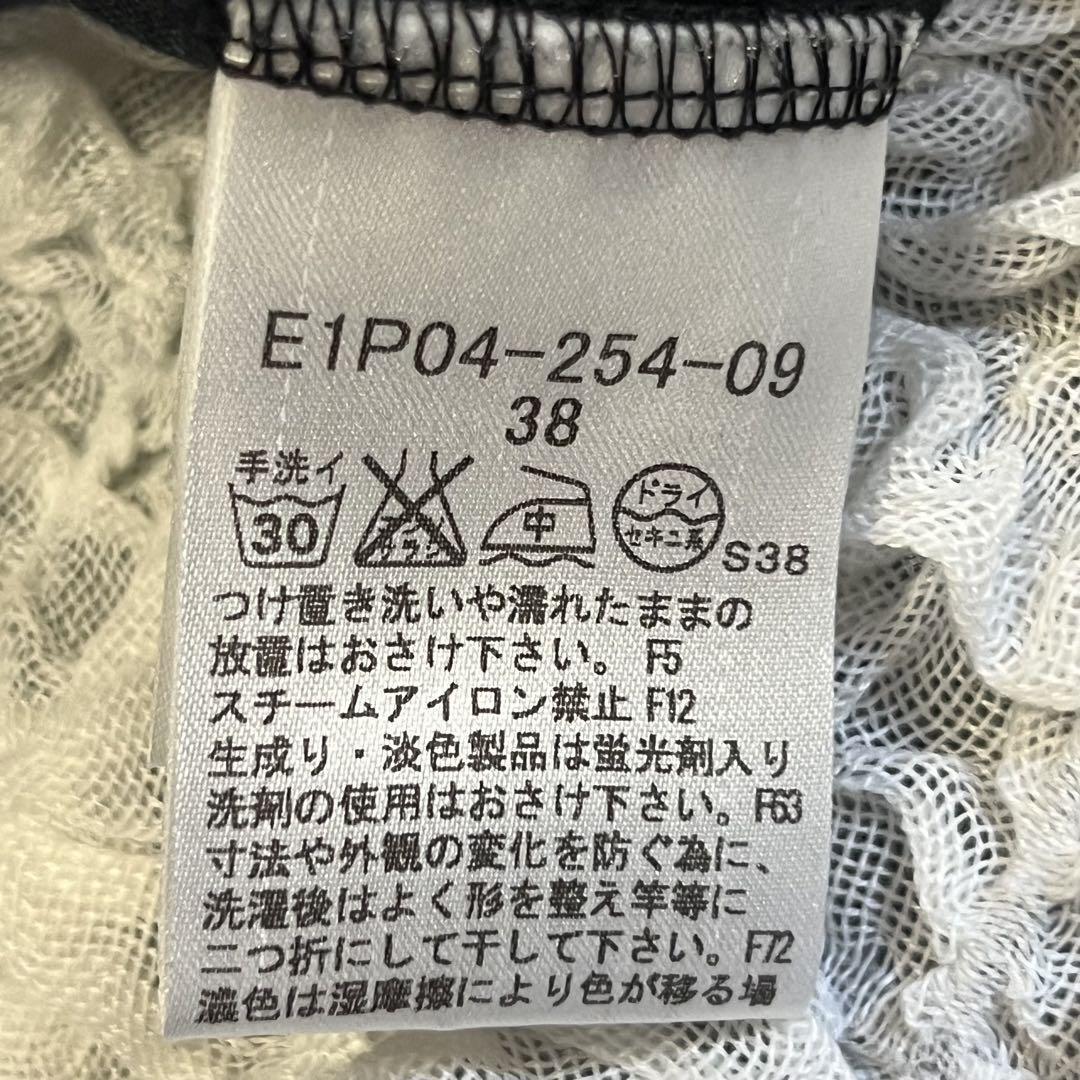 E1P04-254-09
38
手洗イ
30
中
ドライ
セキユ系
S38
つけ置き洗いや濡れたままの
放置はおさけ下さい。F5
スチームアイロン禁止 F12
生成り・淡色製品は蛍光剤入り
洗剤の使用はおさけ下さい。F63
寸法や外観の変化を防ぐ為に、
洗濯後はよく形を整え竿等に
二つ折にして干して下さい。F72
濃色は湿摩擦により色が移る場